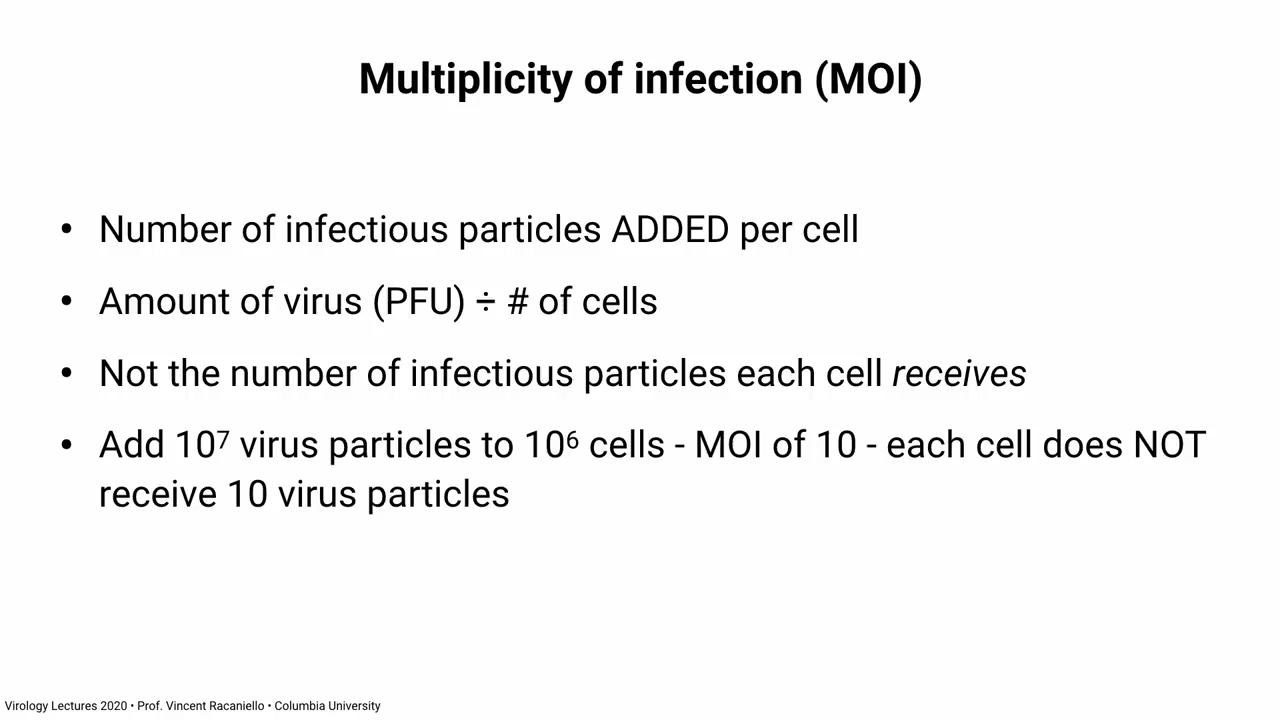 Multiplicity of infection (MOI)
• Number of infectious particles ADDED per cell
• Amount of virus (PFU) ÷ # of cells
• Not the number of infectious particles each cell receives
• Add 10⁷ virus particles to 10⁶ cells - MOI of 10 - each cell does NOT
receive 10 virus particles
Virology Lectures 2020 • Prof. Vincent Racaniello • Columbia University